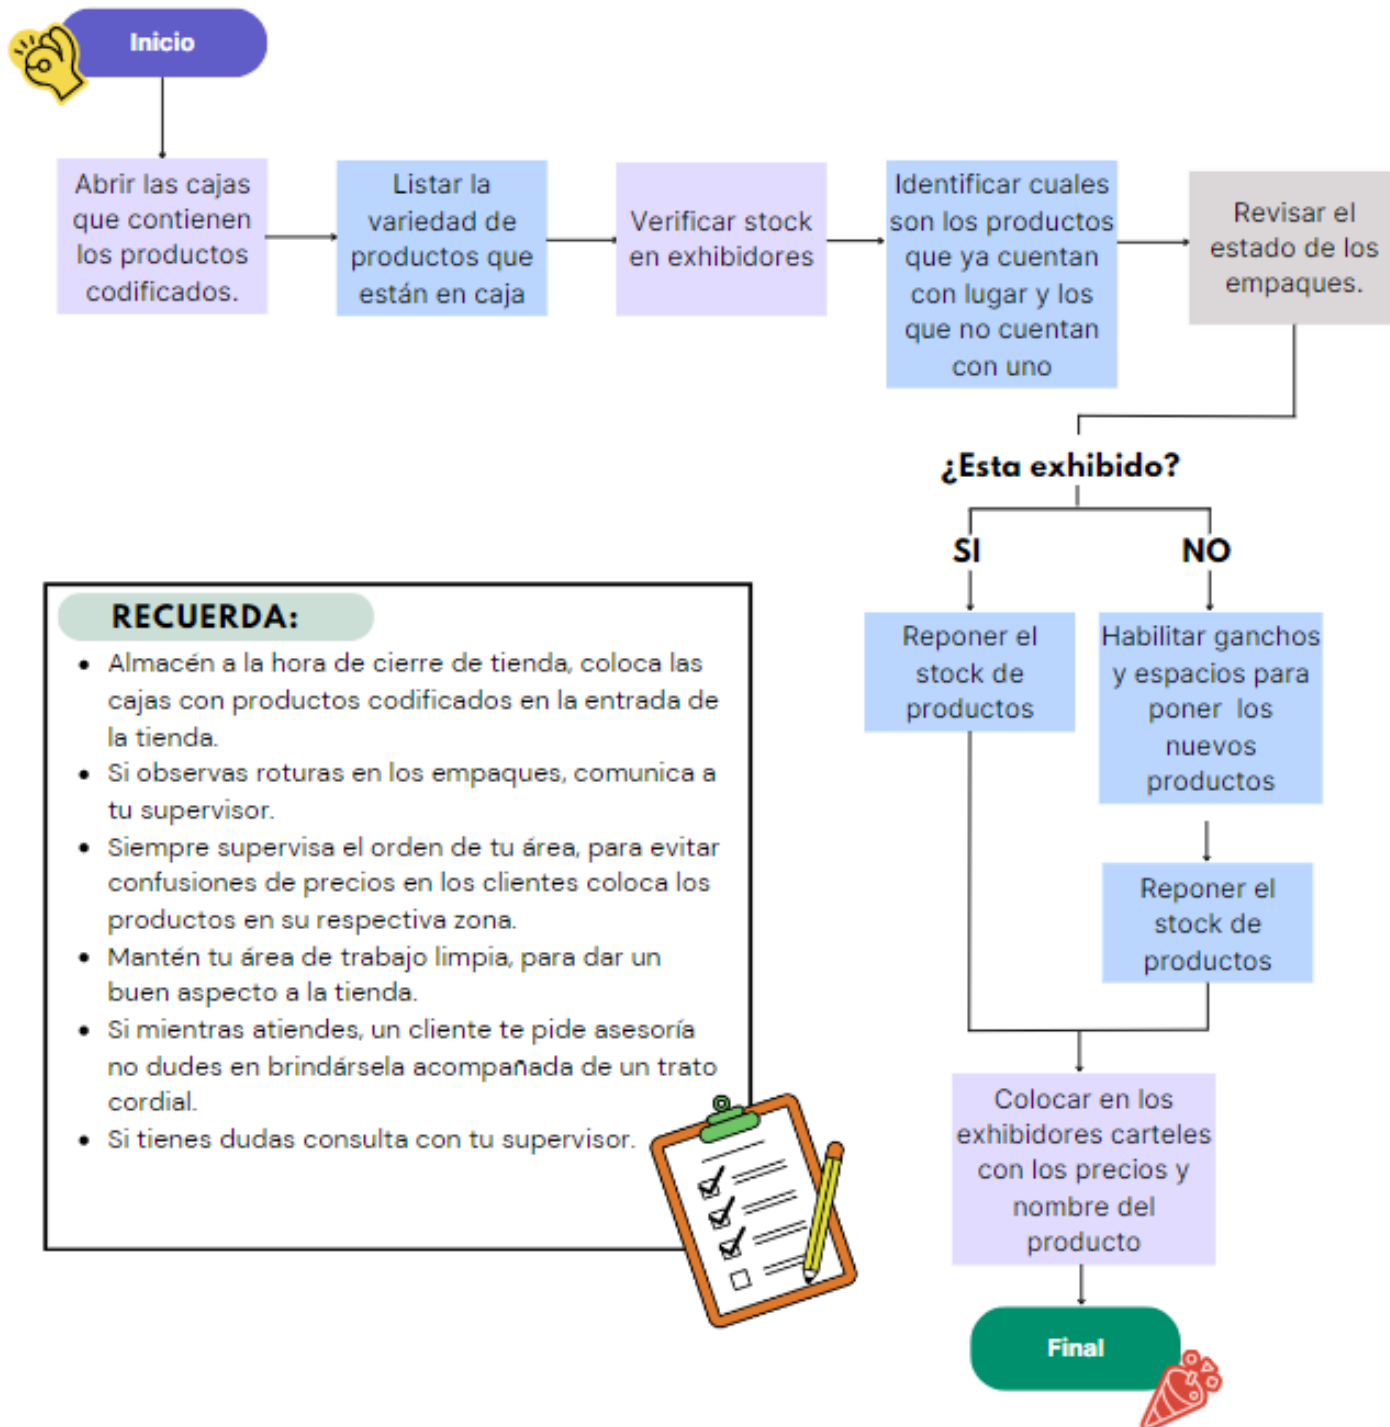 Inicio
Abrir las cajas
que contienen
los productos
codificados.
Listar la
variedad de
productos que
están en caja
Verificar stock
en exhibidores
Identificar cuales
son los productos
que ya cuentan
con lugar y los
que no cuentan
con uno
Revisar el
estado de los
empaques.
¿Esta exhibido?
SI
NO
Reponer el
stock de
productos
Habilitar ganchos
y espacios para
poner los
nuevos
productos
Reponer el
stock de
productos
Colocar en los
exhibidores carteles
con los precios y
nombre del
producto
Final
RECUERDA:
• Almacén a la hora de cierre de tienda, coloca las
cajas con productos codificados en la entrada de
la tienda.
• Si observas roturas en los empaques, comunica a
tu supervisor.
• Siempre supervisa el orden de tu área, para evitar
confusiones de precios en los clientes coloca los
productos en su respectiva zona.
• Mantén tu área de trabajo limpia, para dar un
buen aspecto a la tienda.
• Si mientras atiendes, un cliente te pide asesoría
no dudes en brindársela acompañada de un trato
cordial.
• Si tienes dudas consulta con tu supervisor.